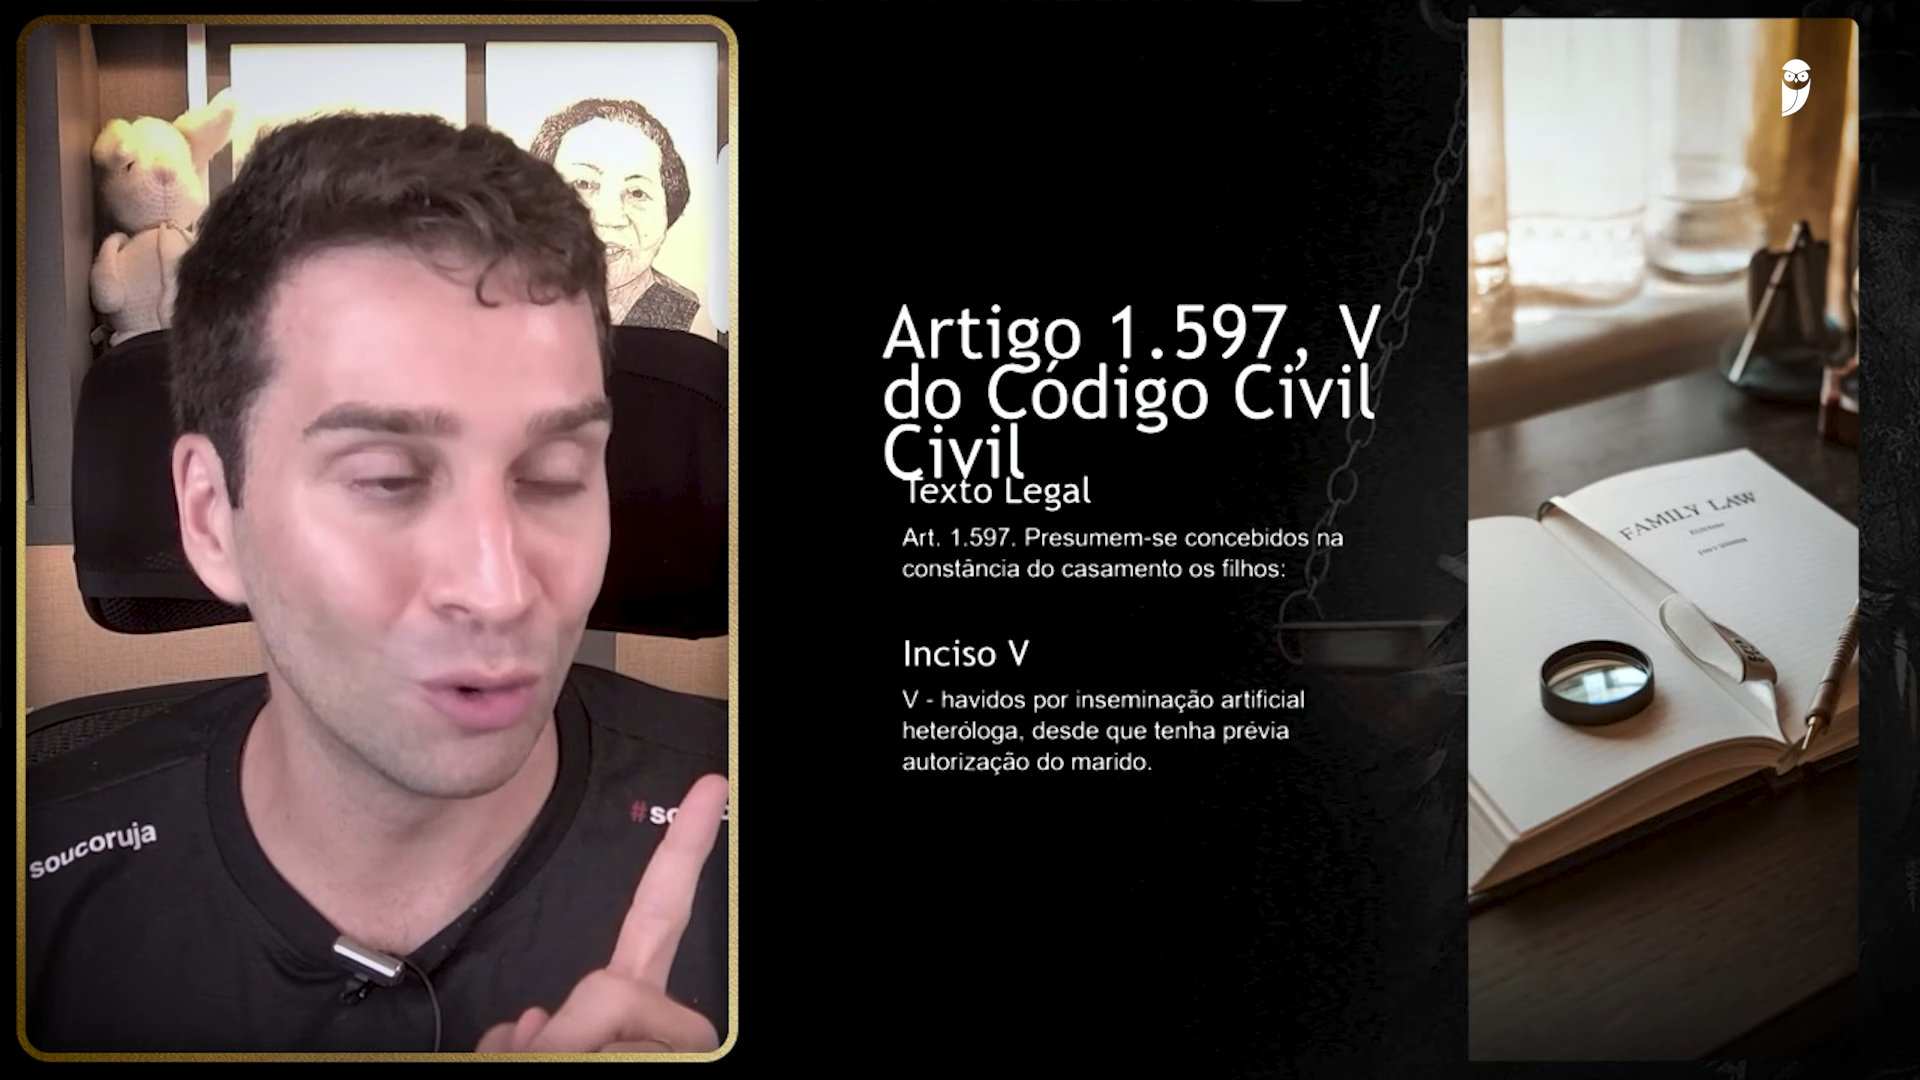 Artigo 1.597, V
do Código Civil
Civil
Texto Legal
Art. 1.597. Presumem-se concebidos na
constância do casamento os filhos:
Inciso V
V - havidos por inseminação artificial
heteróloga, desde que tenha prévia
autorização do marido.
FAMILY LAW
soucoruja